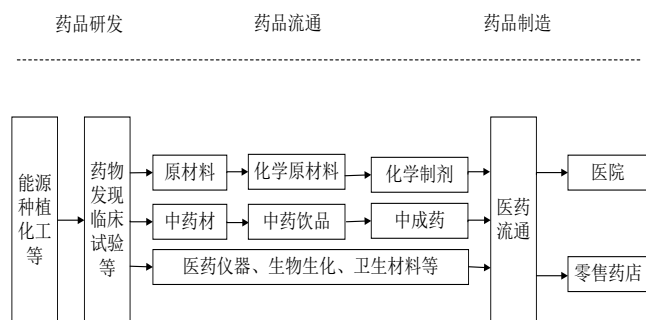 药品研发
药品流通
药品制造
能源
种植
化工
等
药物
发现
临床
试验
等
原材料
化学原材料
化学制剂
中药材
中药饮品
中成药
医药仪器、生物生化、卫生材料等
医药
流通
医院
零售药店